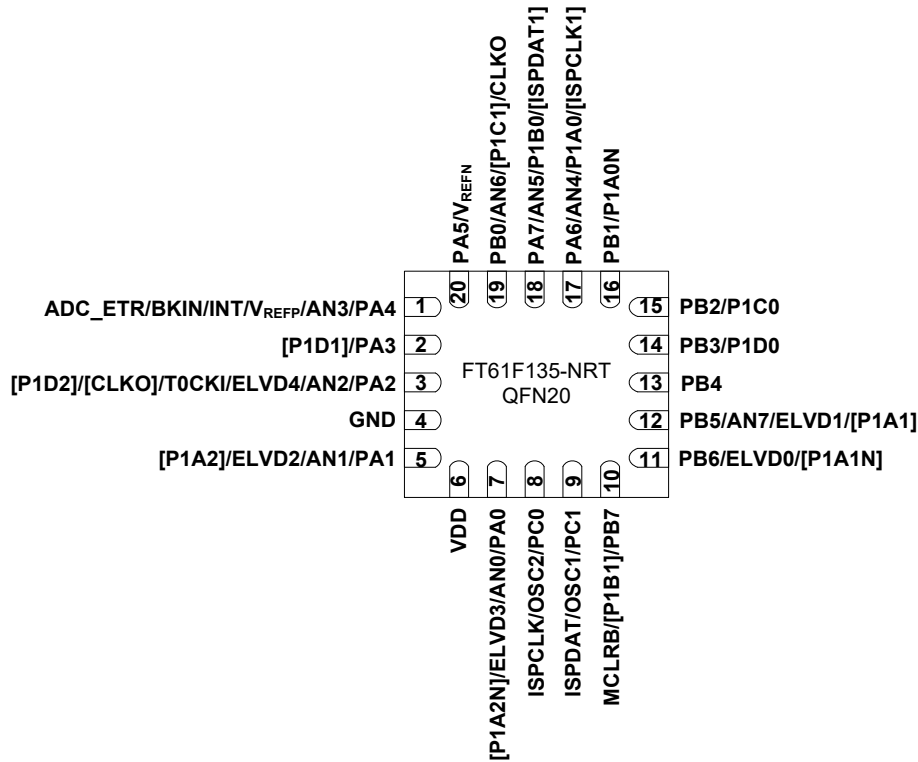 PA5/VREFN
PB0/AN6/[P1C1]/CLKO
PA7/AN5/P1B0/[ISPDAT1]
PA6/AN4/P1A0/[ISPCLK1]
PB1/P1A0N
20
19
18
17
16
ADC_ETR/BKIN/INT/VREFP/AN3/PA4 1
[P1D1]/PA3 2
[P1D2]/[CLKO]/T0CKI/ELVD4/AN2/PA2 3
GND 4
[P1A2]/ELVD2/AN1/PA1 5
FT61F135-NRT
QFN20
15 PB2/P1C0
14 PB3/P1D0
13 PB4
12 PB5/AN7/ELVD1/[P1A1]
11 PB6/ELVD0/[P1A1N]
6
7
8
9
10
VDD
[P1A2N]/ELVD3/AN0/PA0
ISPCLK/OSC2/PC0
ISPDAT/OSC1/PC1
MCLRB/[P1B1]/PB7